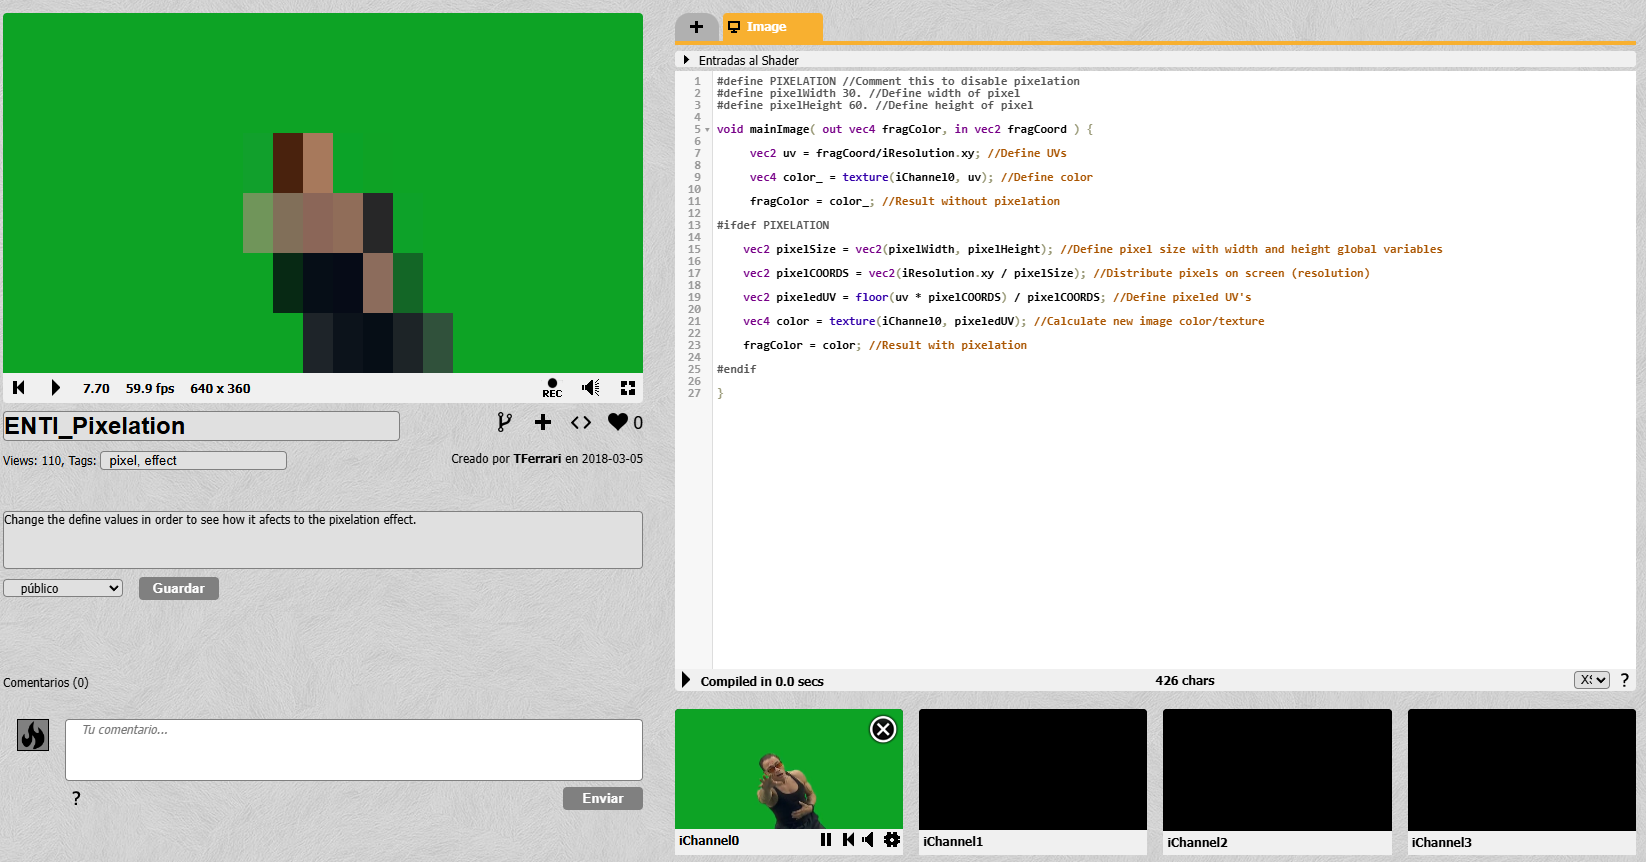 7.70 59.9 fps 640 x 360 REC
ENTI_Pixelation
0
Views: 110, Tags: pixel, effect
Creado por TFerrari en 2018-03-05
Change the define values in order to see how it afects to the pixelation effect.
público Guardar
Comentarios (0)
Tu comentario...
? Enviar
+ Image
Entradas al Shader
1 #define PIXELATION //Comment this to disable pixelation
2 #define pixelWidth 30. //Define width of pixel
3 #define pixelHeight 60. //Define height of pixel
4
5 void mainImage( out vec4 fragColor, in vec2 fragCoord ) {
6
7 vec2 uv = fragCoord/iResolution.xy; //Define UVs
8
9 vec4 color_ = texture(iChannel0, uv); //Define color
10
11 fragColor = color_; //Result without pixelation
12
13 #ifdef PIXELATION
14
15 vec2 pixelSize = vec2(pixelWidth, pixelHeight); //Define pixel size with width and height global variables
16
17 vec2 pixelCOORDS = vec2(iResolution.xy / pixelSize); //Distribute pixels on screen (resolution)
18
19 vec2 pixeledUV = floor(uv * pixelCOORDS) / pixelCOORDS; //Define pixeled UV's
20
21 vec4 color = texture(iChannel0, pixeledUV); //Calculate new image color/texture
22
23 fragColor = color; //Result with pixelation
24
25 #endif
26
27 }
Compiled in 0.0 secs 426 chars ?
iChannel0 iChannel1 iChannel2 iChannel3